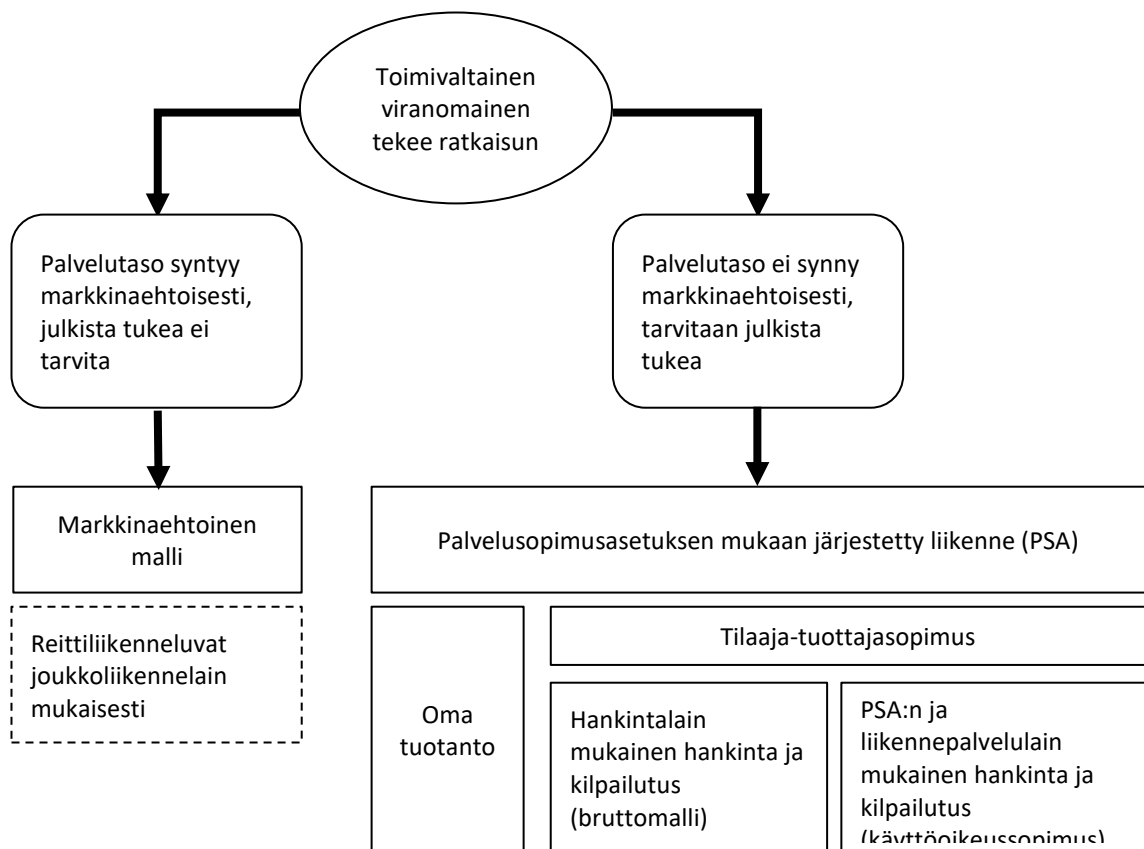 Toimivaltainen
viranomainen
tekee ratkaisun
Palvelutaso syntyy
markkinaehtoisesti,
julkista tukea ei
tarvita
Palvelutaso ei synny
markkinaehtoisesti,
tarvitaan julkista
tukea
Markkinaehtoinen
malli
Palvelusopimusasetuksen mukaan järjestetty liikenne (PSA)
Reittiliikenneluvat
joukkoliikennelain
mukaisesti
Oma
tuotanto
Tilaaja-tuottajasopimus
Hankintalain
mukainen hankinta ja
kilpailutus
(bruttomalli)
PSA:n ja
liikennepalvelulain
mukainen hankinta ja
kilpailutus
(käyttöoikeussopimus)